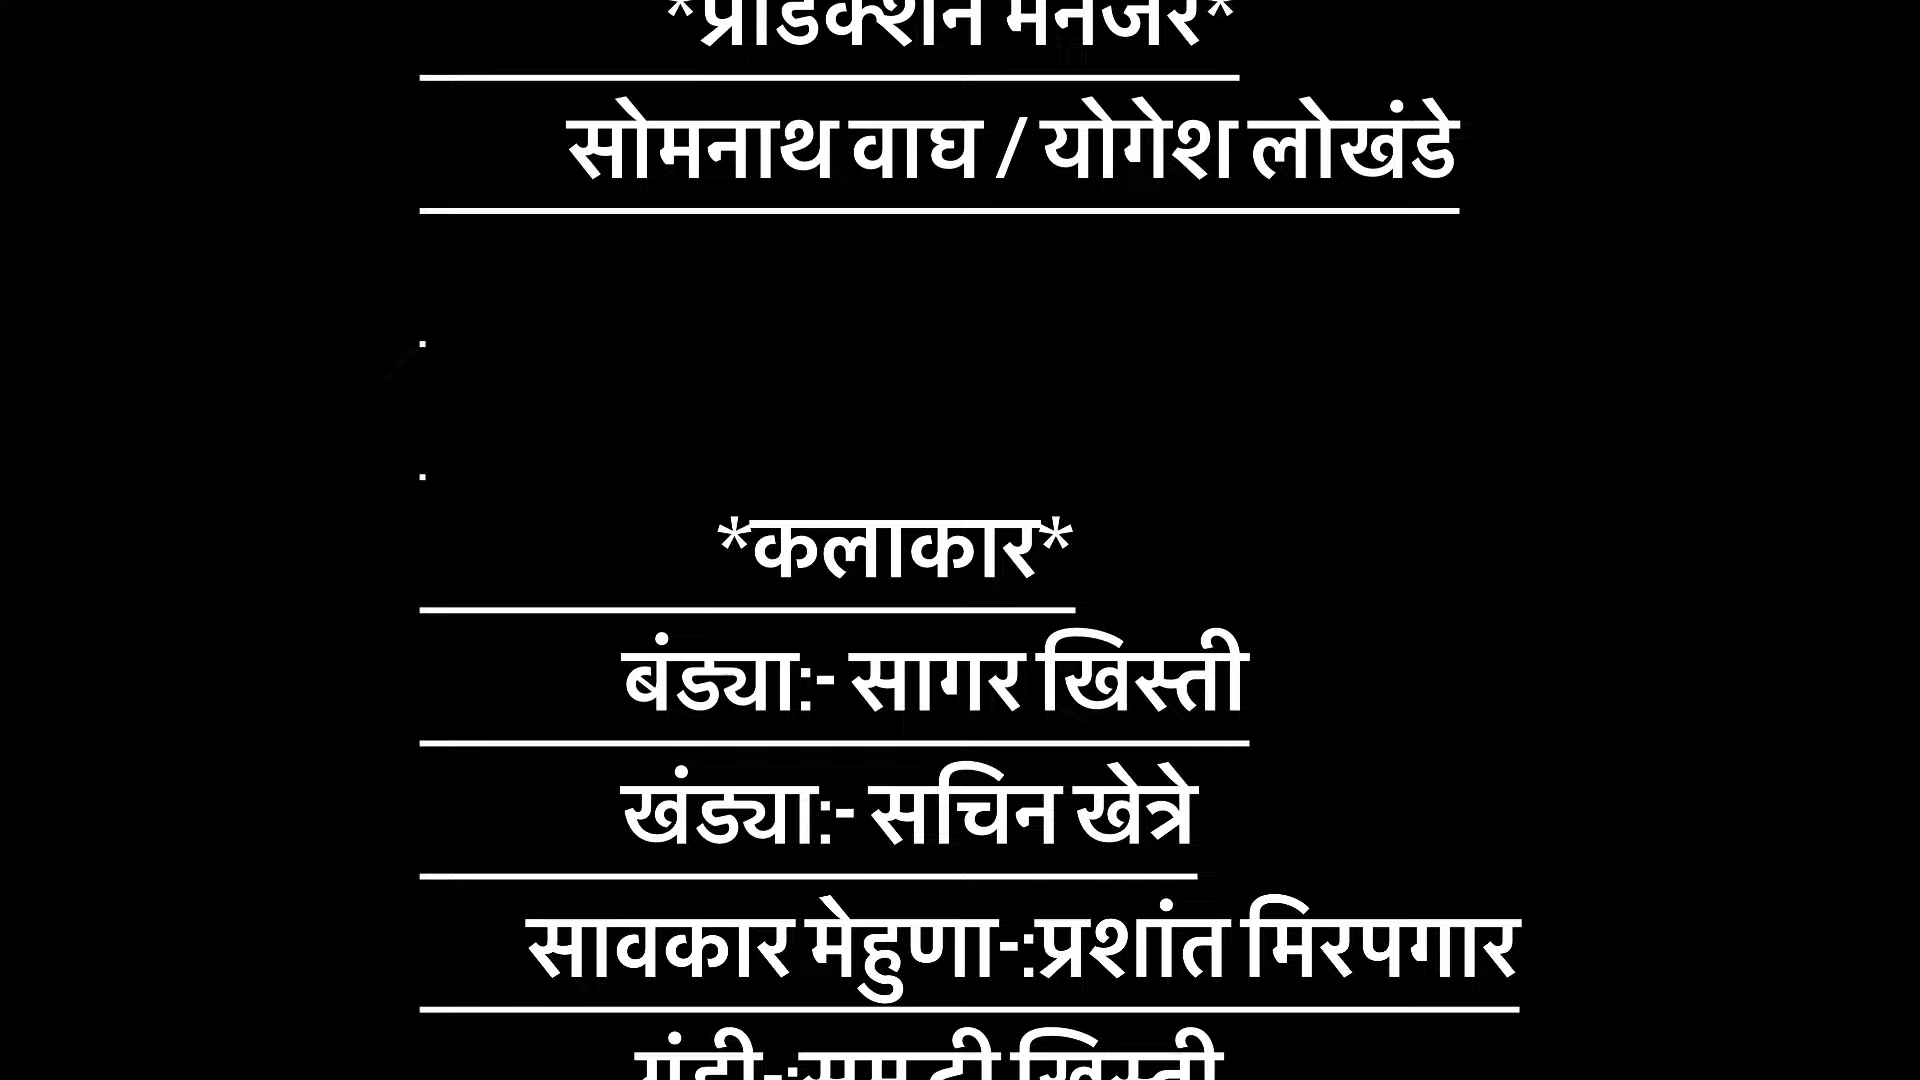 सोमनाथ वाघ / योगेश लोखंडे
.
.
*कलाकार*
बंड्या:- सागर खिस्ती
खंड्या:- सचिन खेत्रे
सावकार मेहुणा-:प्रशांत मिरपगार
खिस्ती